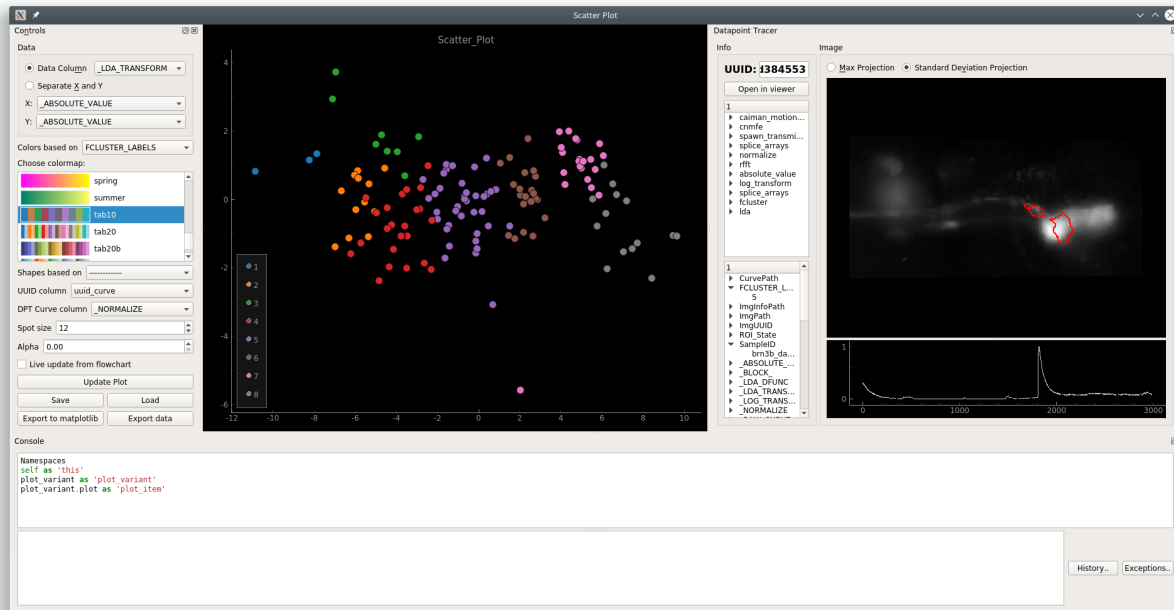 Scatter Plot
Controls
Data
Data Column
_LDA_TRANSFORM
Separate X and Y
X:
_ABSOLUTE_VALUE
Y:
_ABSOLUTE_VALUE
Colors based on
FCLUSTER_LABELS
Choose colormap:
spring
summer
tab10
tab20
tab20b
Shapes based on
------------
UUID column
uuid_curve
DPT Curve column
_NORMALIZE
Spot size
12
Alpha
0.00
Live update from flowchart
Update Plot
Save
Load
Export to matplotlib
Export data
Scatter_Plot
4
2
0
-2
-4
-6
-12
-10
-8
-6
-4
-2
0
2
4
6
8
10
1
2
3
4
5
6
7
8
Datapoint Tracer
Info
UUID:
d384553
Open in viewer
1
caiman_motion...
cnmfe
spawn_transmi...
splice_arrays
normalize
rfft
absolute_value
log_transform
splice_arrays
fcluster
lda
1
CurvePath
FCLUSTER_L...
5
ImgInfoPath
ImgPath
ImgUUID
ROI_State
SampleID
brn3b_da...
_ABSOLUTE_...
_BLOCK_
_LDA_DFUNC
_LDA_TRANS...
_LOG_TRANS...
_NORMALIZE
Image
Max Projection
Standard Deviation Projection
1
0
0
1000
2000
3000
Console
Namespaces
self as 'this'
plot_variant as 'plot_variant'
plot_variant.plot as 'plot_item'
History..
Exceptions..